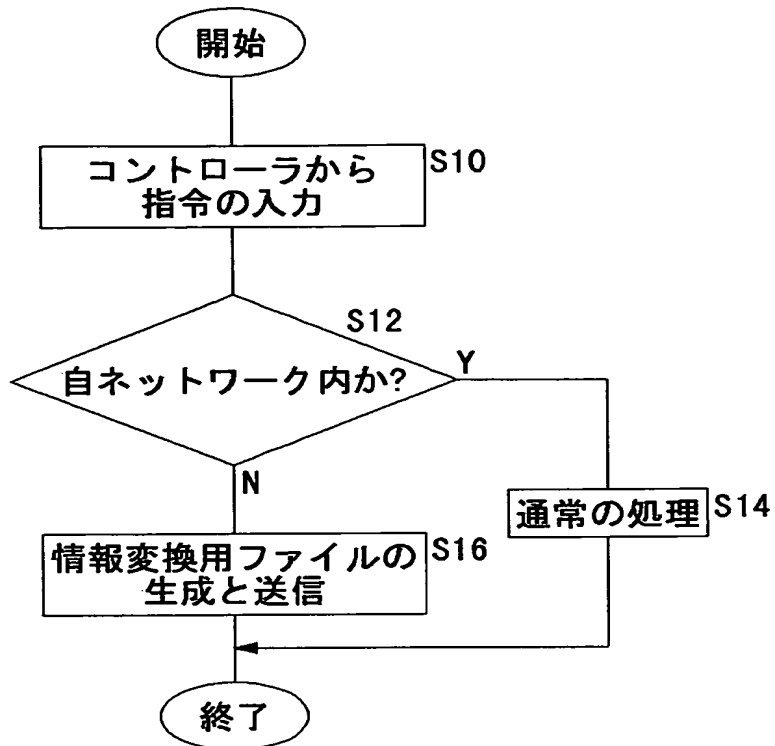 開始
コントローラから
指令の入力
S10
S12
自ネットワーク内か?
Y
N
通常の処理
S14
情報変換用ファイルの
生成と送信
S16
終了